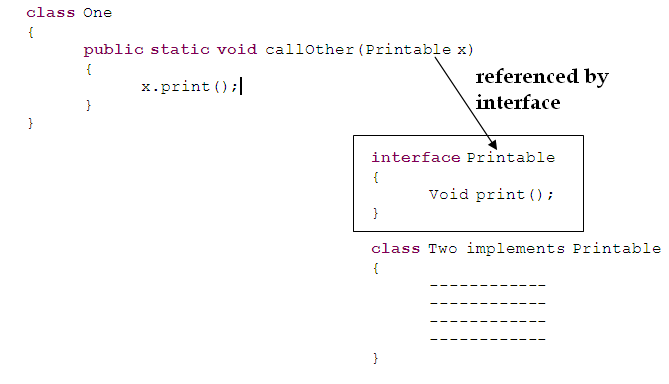 class One
{
public static void callOther(Printable x)
{
x.print();
}
}
referenced by
interface
interface Printable
{
Void print();
}
class Two implements Printable
{
------------
------------
------------
------------
}